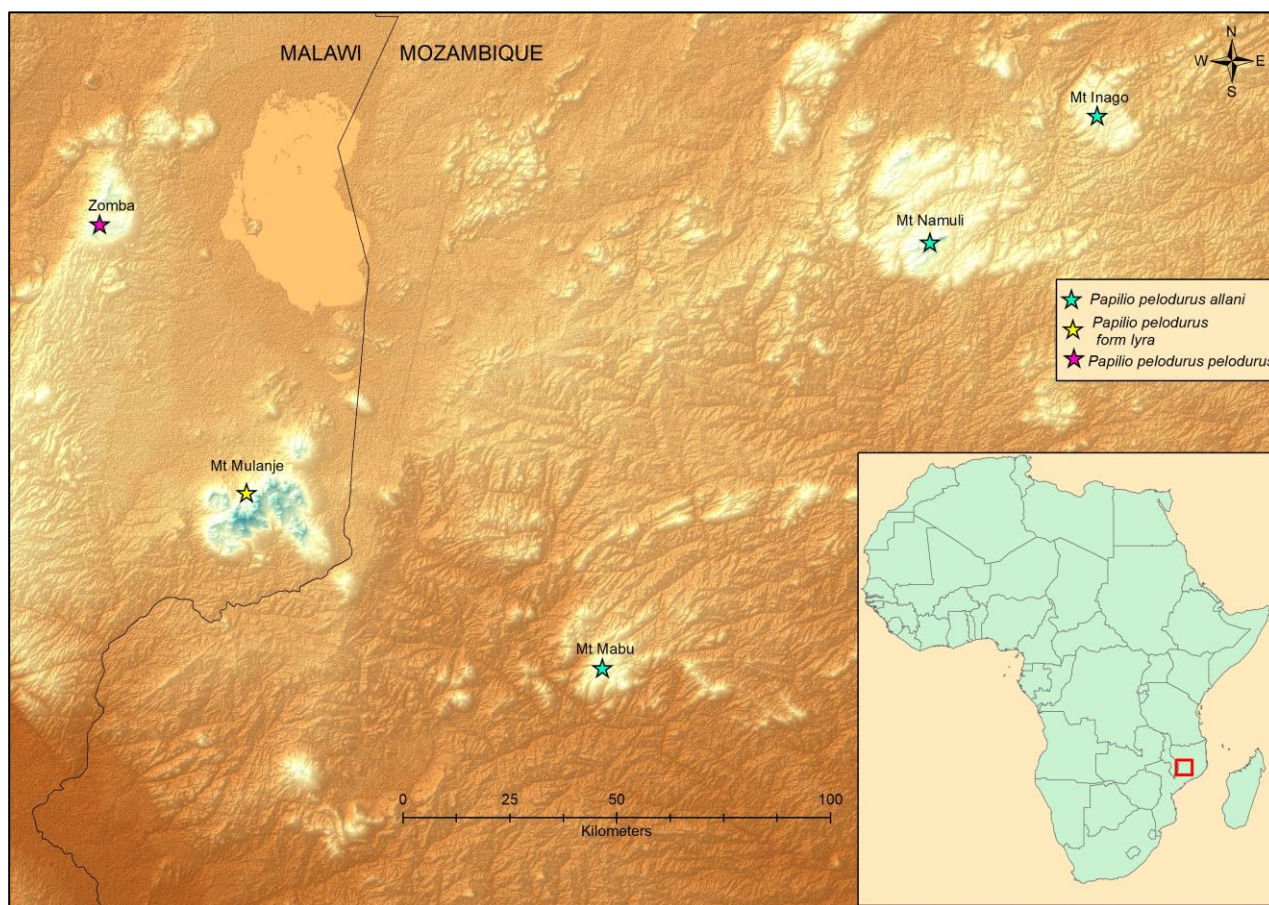 MALAWI MOZAMBIQUE
N
W E
S
Mt Inago
Zomba
Mt Namuli
Papilio pelodurus allani
Papilio pelodurus
form lyra
Papilio pelodurus pelodurus
Mt Mulanje
Mt Mabu
0 25 50 100
Kilometers